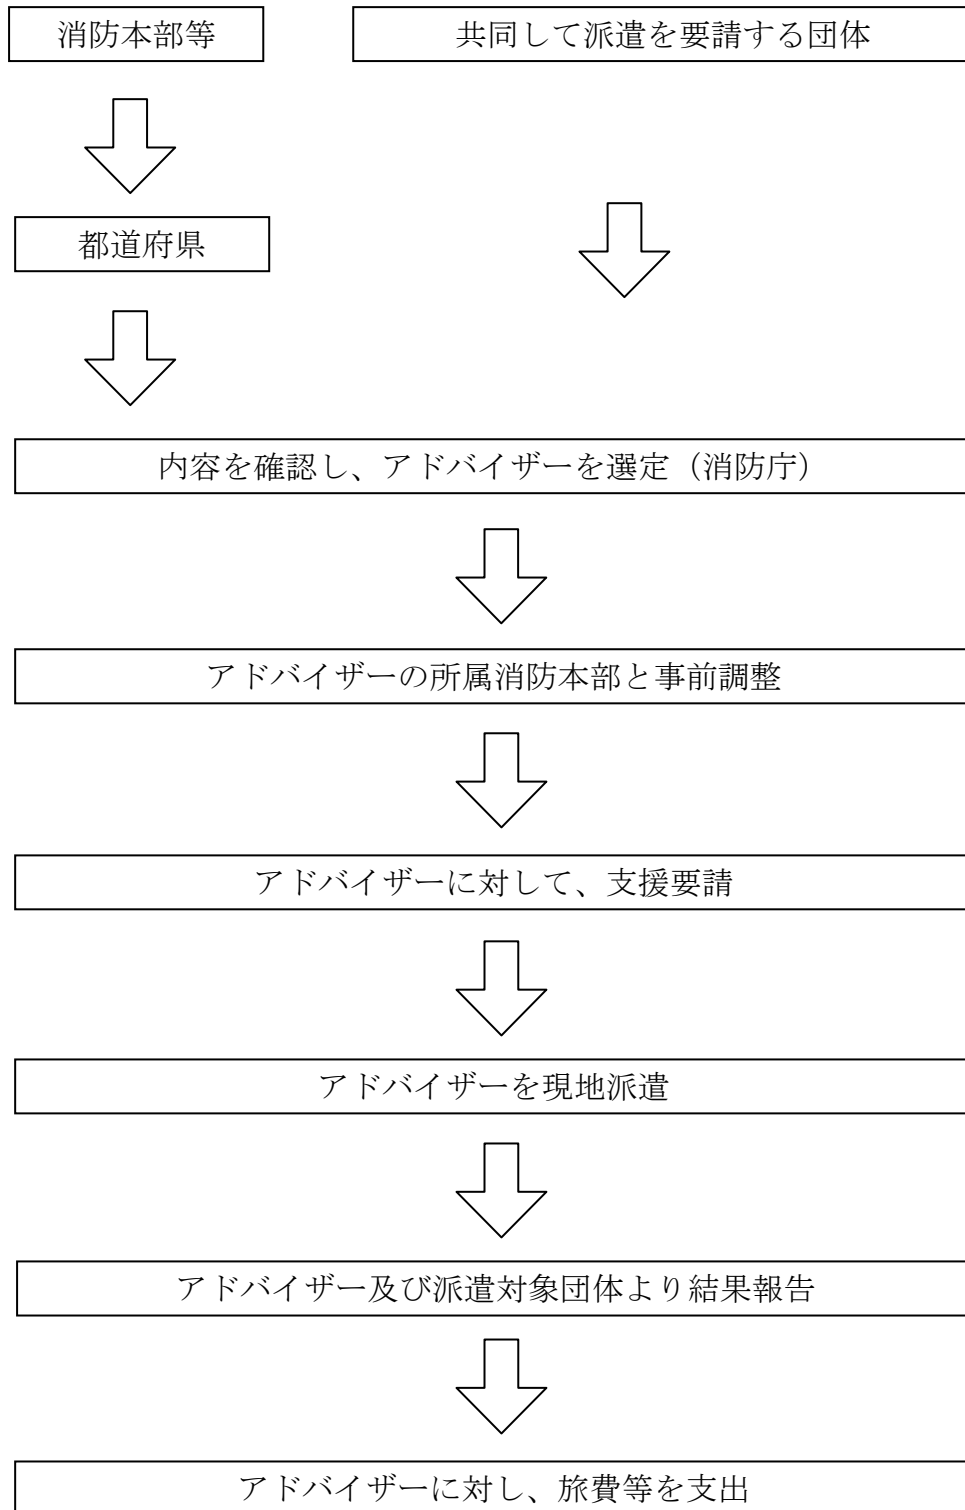 消防本部等
共同して派遣を要請する団体
都道府県
内容を確認し、アドバイザーを選定（消防庁）
アドバイザーの所属消防本部と事前調整
アドバイザーに対して、支援要請
アドバイザーを現地派遣
アドバイザー及び派遣対象団体より結果報告
アドバイザーに対し、旅費等を支出